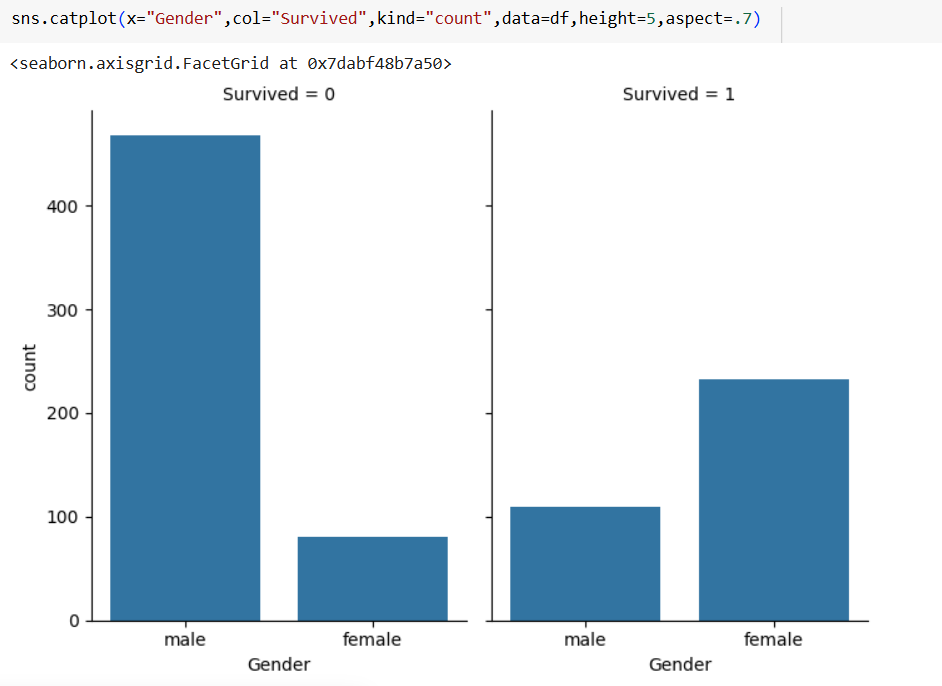 sns.catplot(x="Gender",col="Survived",kind="count",data=df,height=5,aspect=.7)
<seaborn.axisgrid.FacetGrid at 0x7dabf48b7a50>
Survived = 0
Survived = 1
400
300
200
100
0
count
male
female
Gender
male
female
Gender